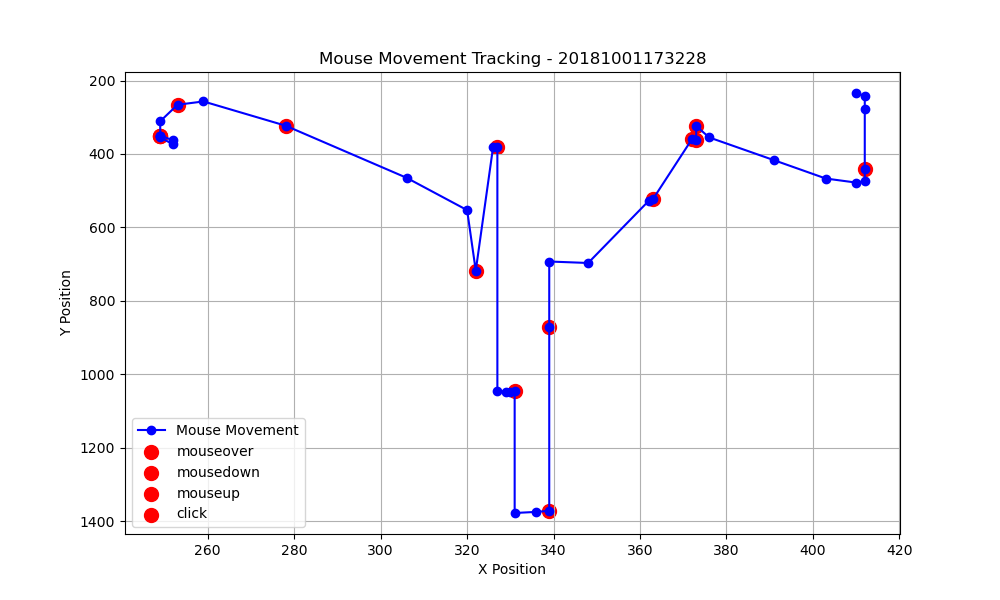 Mouse Movement Tracking - 20181001173228
Y Position
200
400
600
800
1000
1200
1400
Mouse Movement
mouseover
mousedown
mouseup
click
260 280 300 320 340 360 380 400 420
X Position